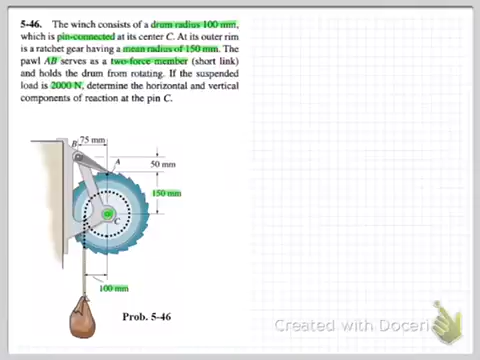 5-46. The winch consists of a drum radius 100 mm,
which is pin-connected at its center C. At its outer rim
is a ratchet gear having a mean radius of 150 mm. The
pawl AB serves as a two-force member (short link)
and holds the drum from rotating. If the suspended
load is 2000 N, determine the horizontal and vertical
components of reaction at the pin C.
75 mm
B
A
50 mm
150 mm
C
100 mm
Prob. 5-46
Created with Doceri